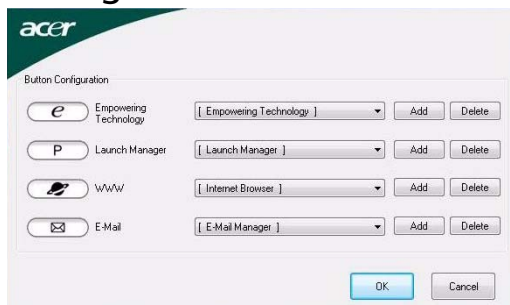 acer
Button Configuration
e Empowering Technology [ Empowering Technology ] Add Delete
P Launch Manager [ Launch Manager ] Add Delete
WWW [ Internet Browser ] Add Delete
E-Mail [ E-Mail Manager ] Add Delete
OK Cancel